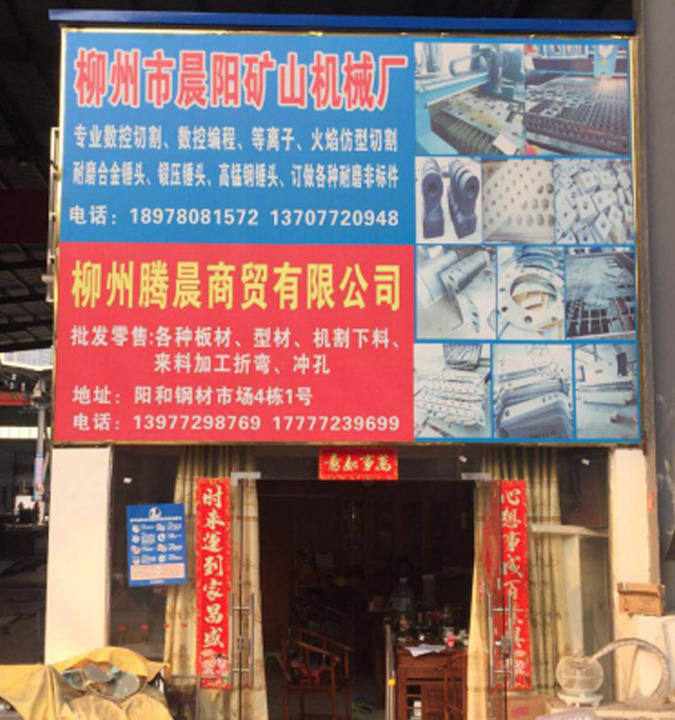 柳州市晨阳矿山机械厂
专业数控切割、数控编程、等离子、火焰仿型切割
耐磨合金锤头、锻压锤头、高锰钢锤头、订做各种耐磨非标件
电话：18978081572 13707720948
柳州腾晨商贸有限公司
批发零售:各种板材、型材、机割下料、
来料加工折弯、冲孔
地址：阳和钢材市场4栋1号
电话：13977298769 17777239699
意如事萬
时来运到家昌盛
心想事成百